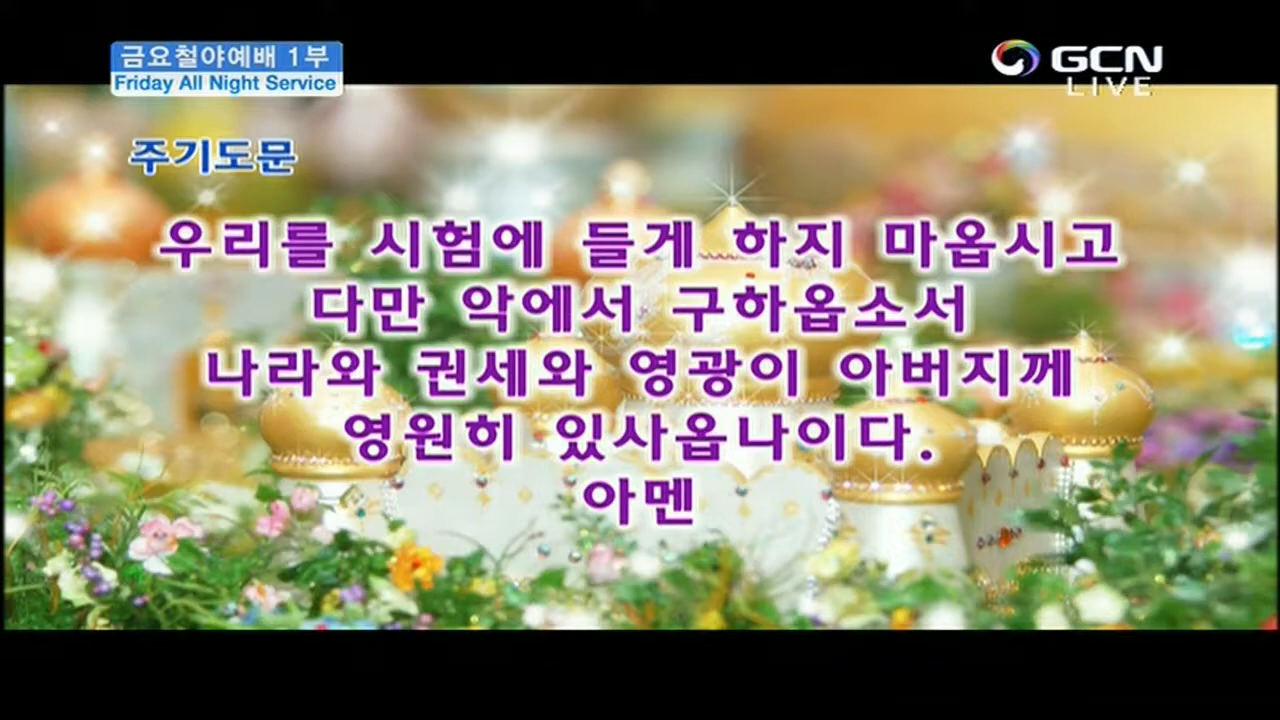 금요철야예배 1부
Friday All Night Service
GCN
LIVE
주기도문
우리를 시험에 들게 하지 마옵시고
다만 악에서 구하옵소서
나라와 권세와 영광이 아버지께
영원히 있사옵나이다.
아멘